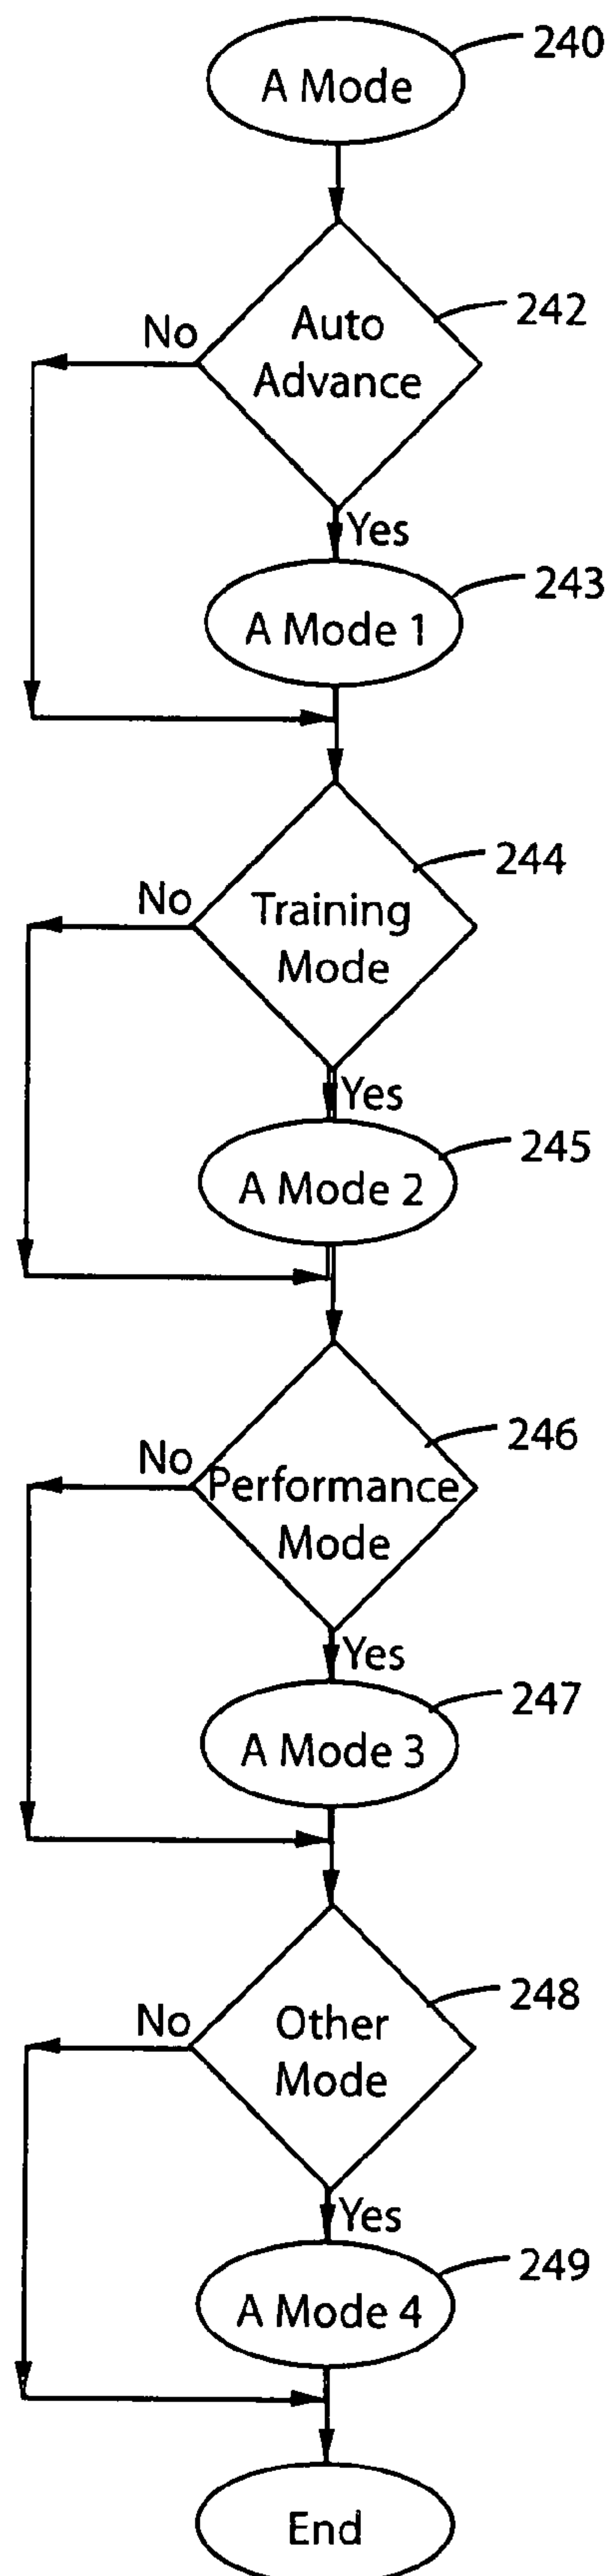 240
A Mode
242
No
Auto
Advance
Yes
243
A Mode 1
244
No
Training
Mode
Yes
245
A Mode 2
246
No
Performance
Mode
Yes
247
A Mode 3
248
No
Other
Mode
Yes
249
A Mode 4
End